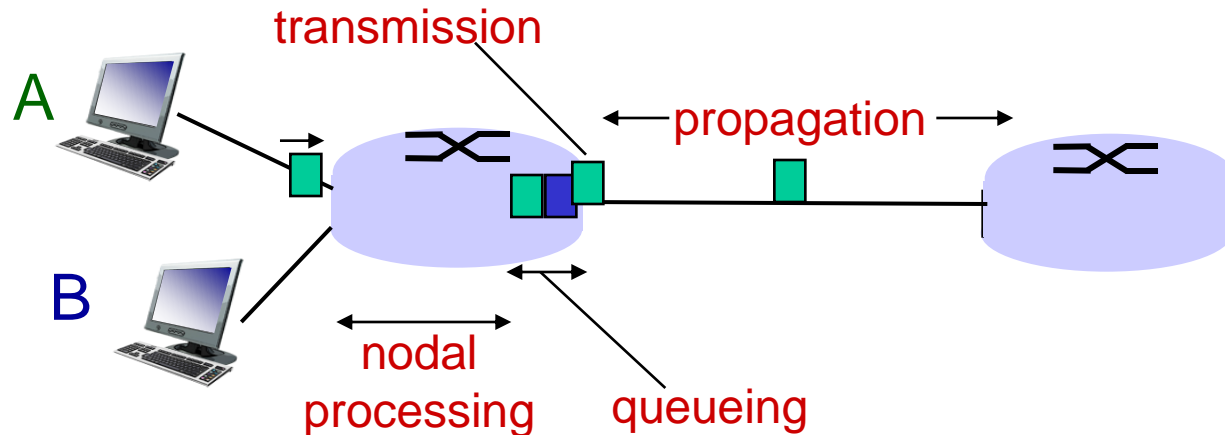 transmission
A
propagation
B
nodal
processing
queueing